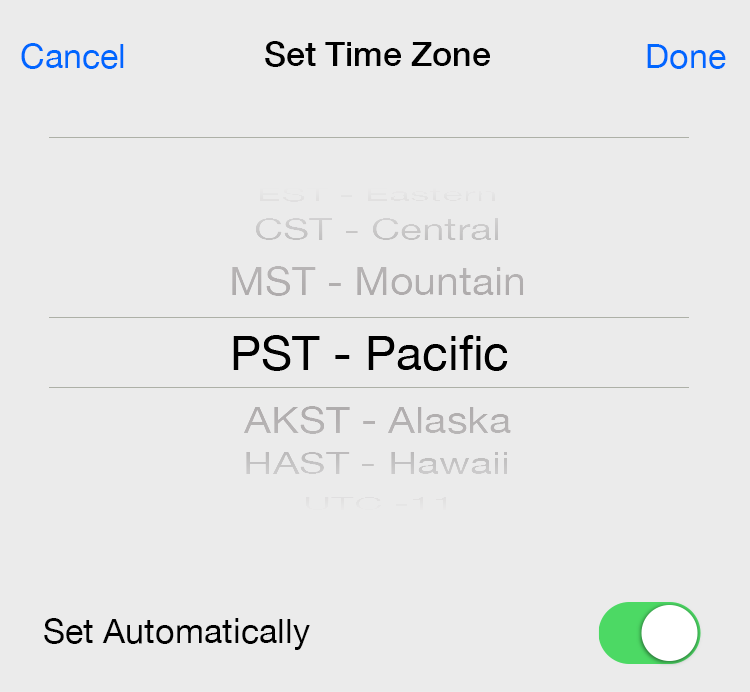 Cancel Set Time Zone Done
EST - Eastern
CST - Central
MST - Mountain
PST - Pacific
AKST - Alaska
HAST - Hawaii
UTC -11
Set Automatically